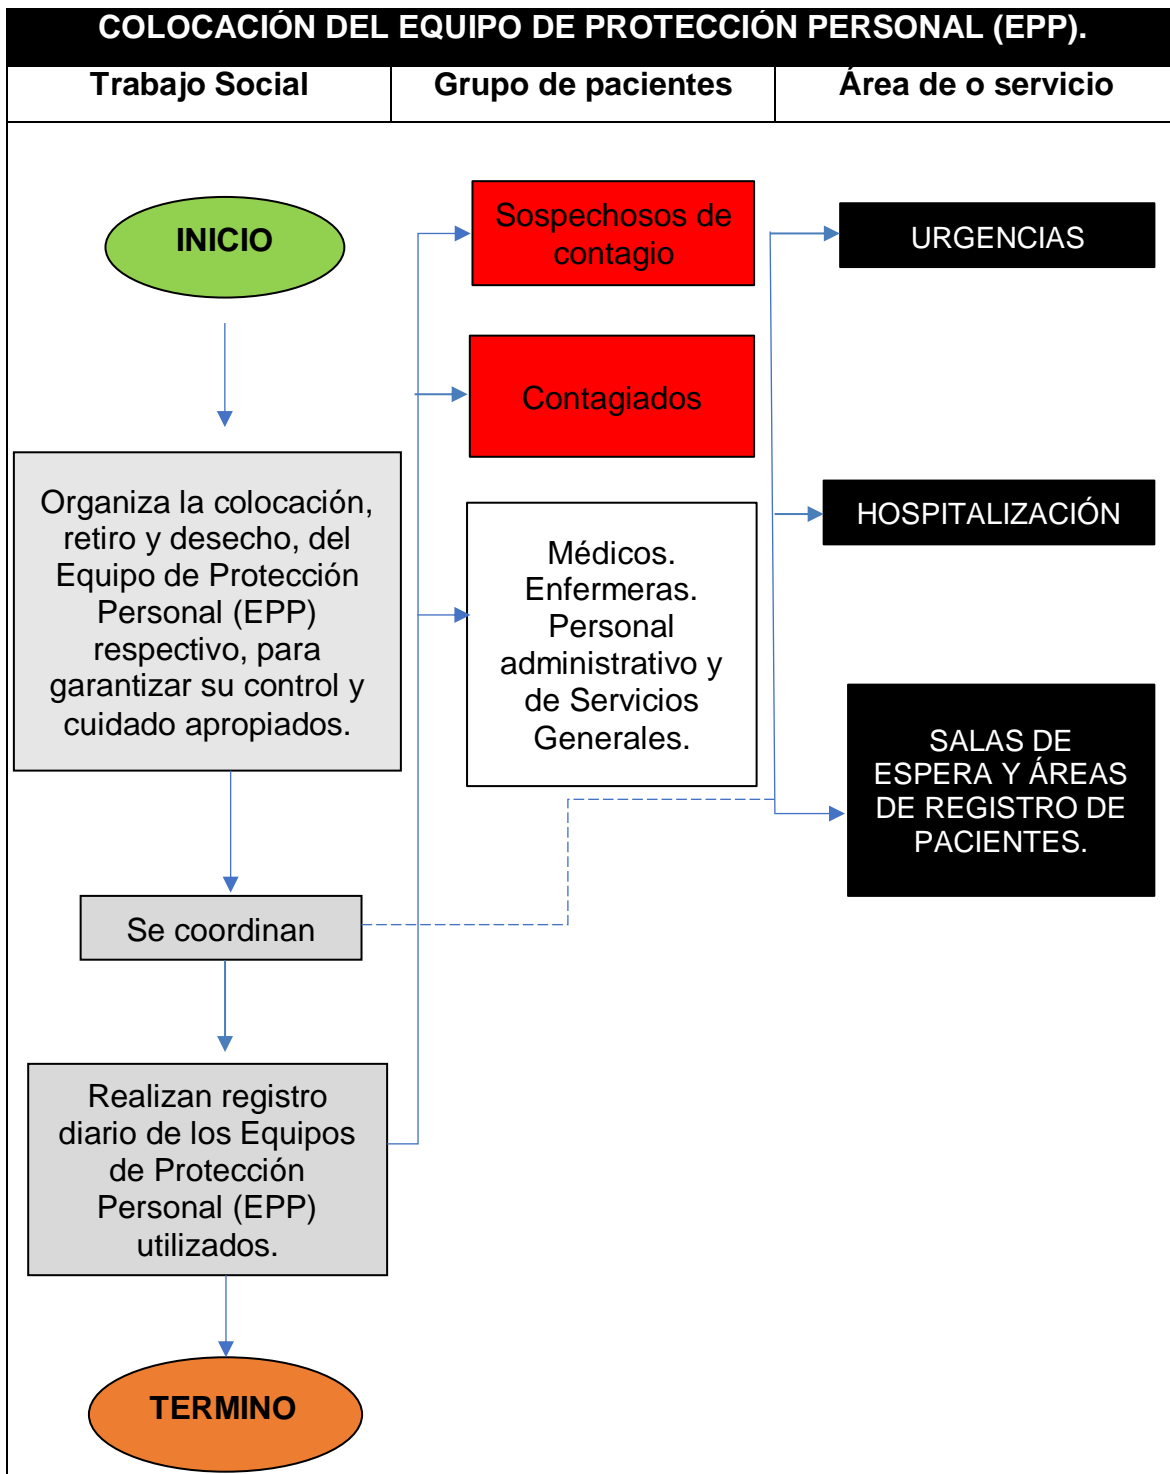 COLOCACIÓN DEL EQUIPO DE PROTECCIÓN PERSONAL (EPP).
Trabajo Social
Grupo de pacientes
Área de o servicio
INICIO
Organiza la colocación,
retiro y desecho, del
Equipo de Protección
Personal (EPP)
respectivo, para
garantizar su control y
cuidado apropiados.
Se coordinan
Realizan registro
diario de los Equipos
de Protección
Personal (EPP)
utilizados.
TERMINO
Sospechosos de
contagio
Contagiados
Médicos.
Enfermeras.
Personal
administrativo y
de Servicios
Generales.
URGENCIAS
HOSPITALIZACIÓN
SALAS DE
ESPERA Y ÁREAS
DE REGISTRO DE
PACIENTES.